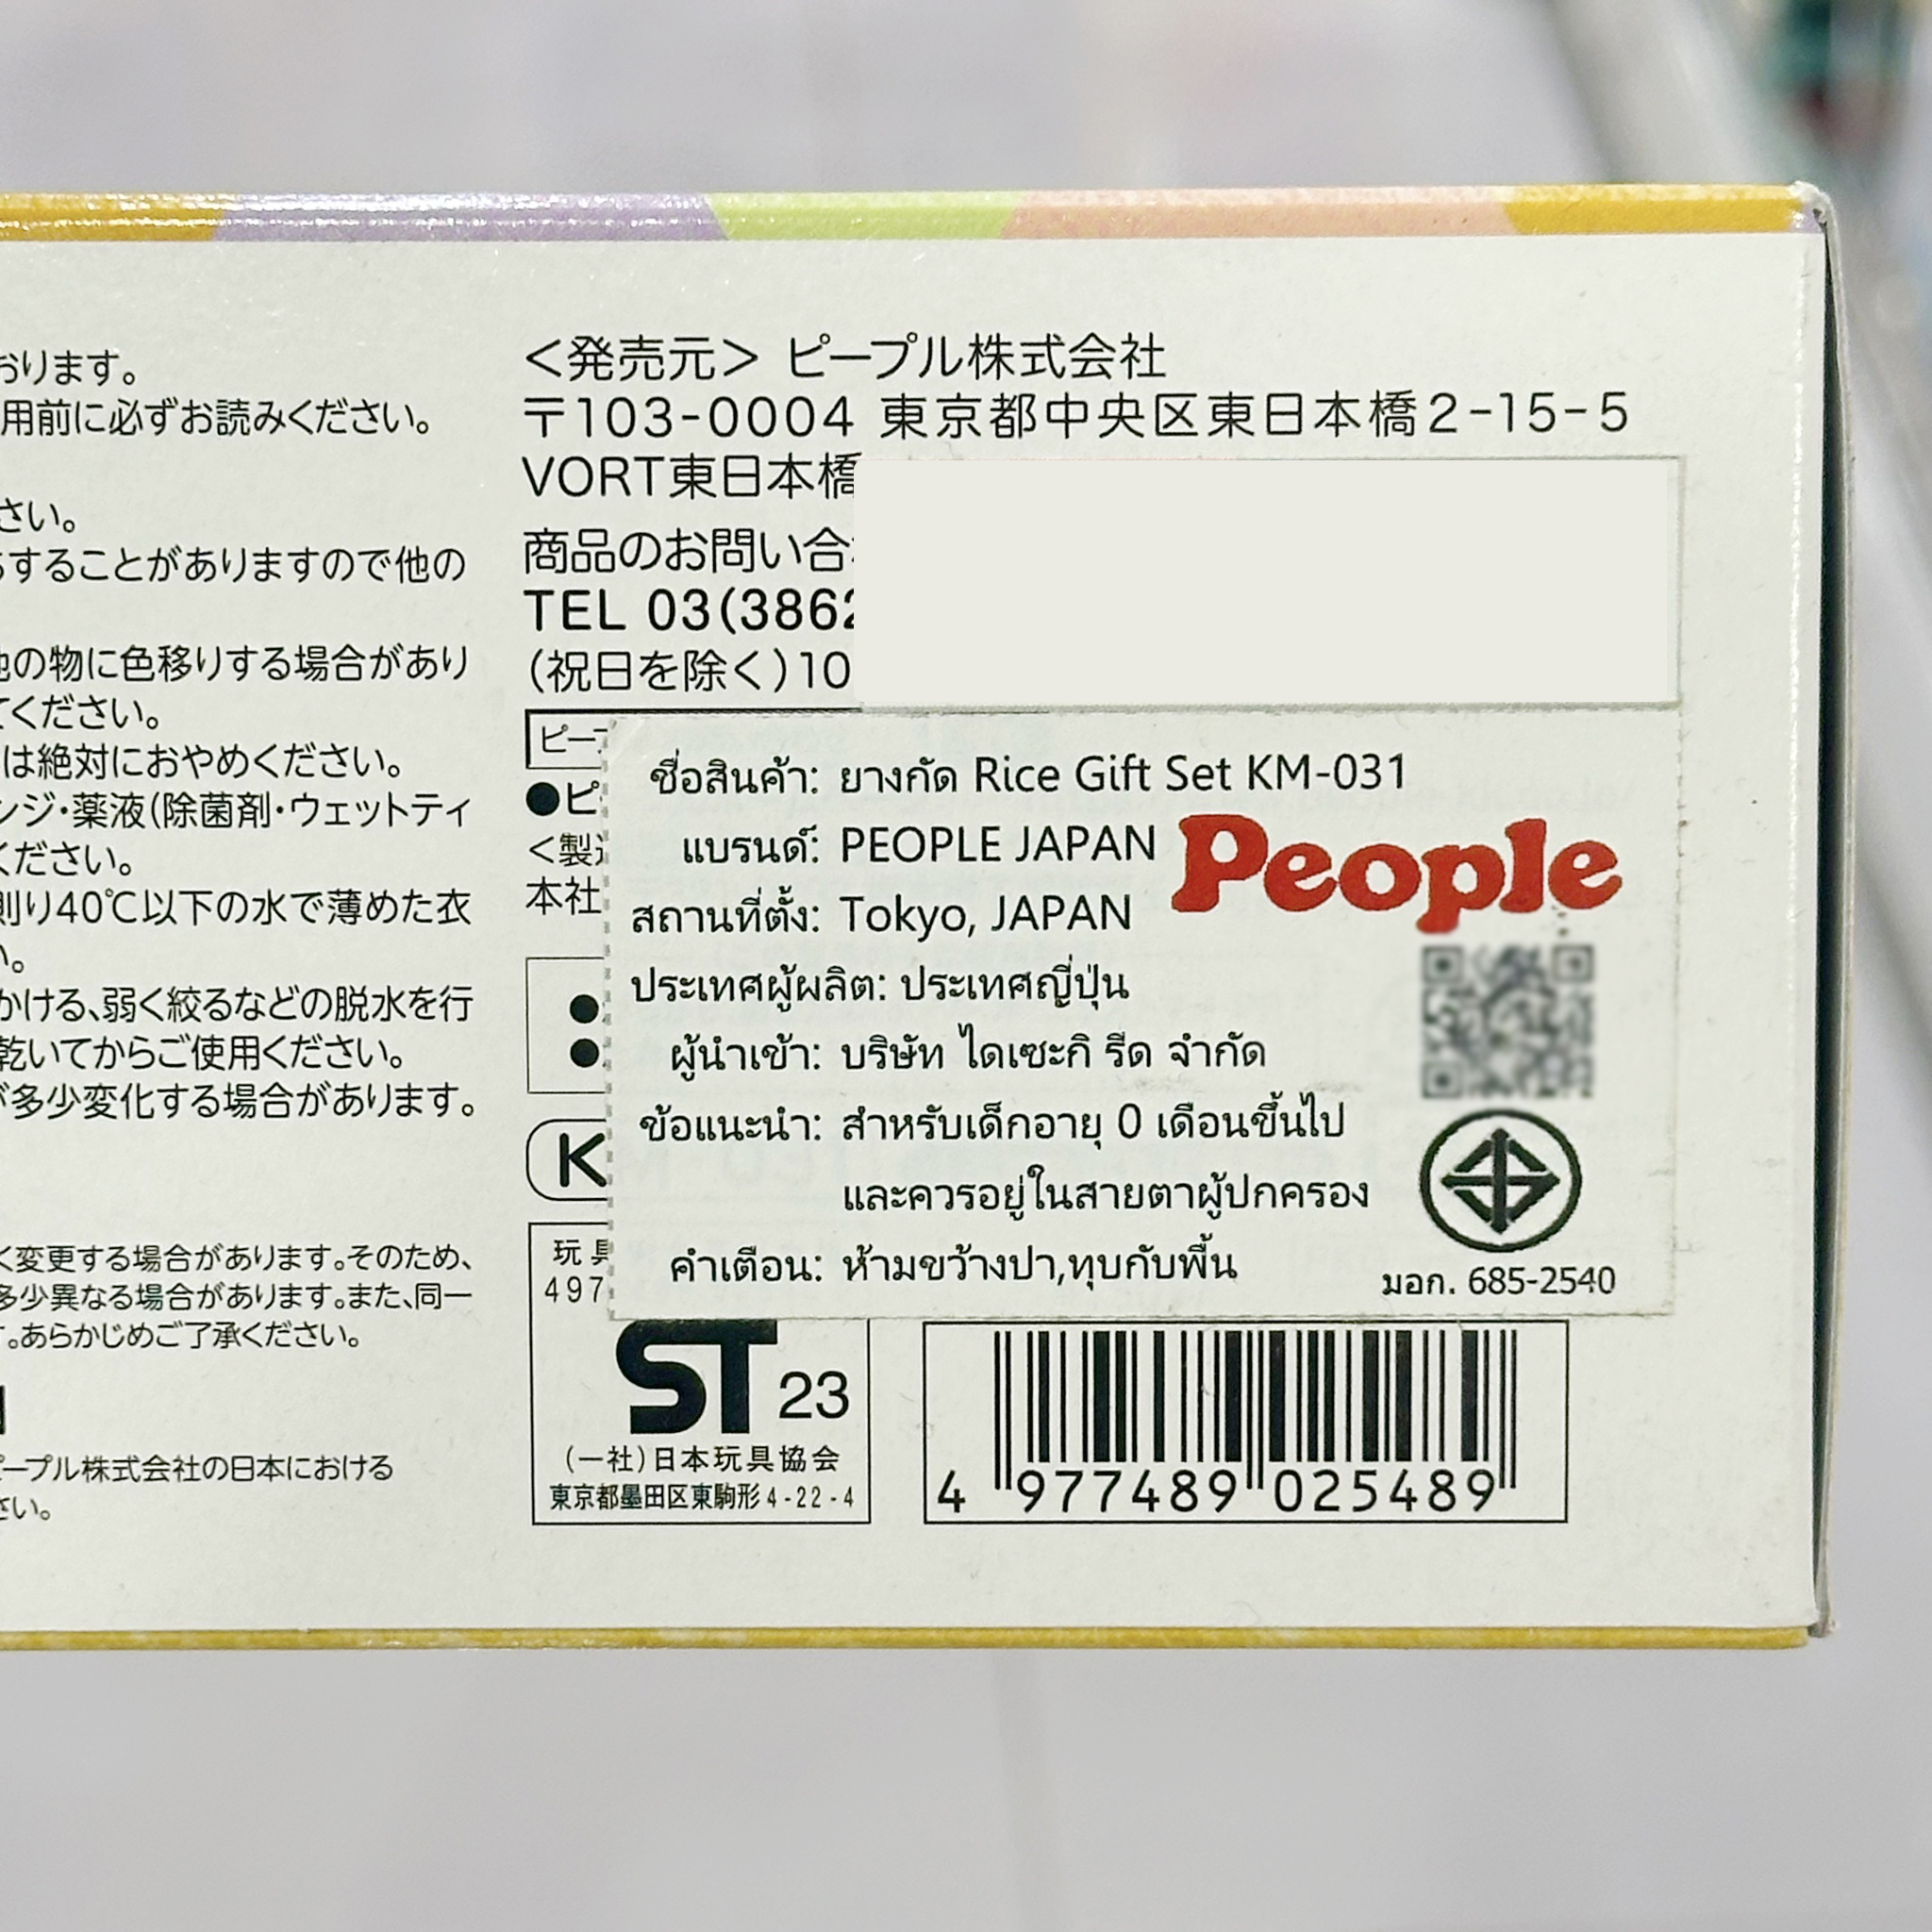 おります。
用前に必ずお読みください。
さい。
することがありますので他の
の物に色移りする場合があり
ください。
は絶対におやめください。
ンジ・薬液(除菌剤・ウェットティ
ください。
則り40℃以下の水で薄めた衣
い。
かける、弱く絞るなどの脱水を行
乾いてからご使用ください。
が多少変化する場合があります。
く変更する場合があります。そのため、
多少異なる場合があります。また、同一
。あらかじめご了承ください。
ピープル株式会社の日本における
さい。
<発売元> ピープル株式会社
〒103-0004 東京都中央区東日本橋2-15-5
VORT東日本橋
商品のお問い合
TEL 03(3862
(祝日を除く)10
ピー
●ピ
<製造
本社
ชื่อสินค้า: ยางกัด Rice Gift Set KM-031
แบรนด์: PEOPLE JAPAN
People
สถานที่ตั้ง: Tokyo, JAPAN
ประเทศผู้ผลิต: ประเทศญี่ปุ่น
ผู้นำเข้า: บริษัท ไดเซะกิ รีด จำกัด
ข้อแนะนำ: สำหรับเด็กอายุ 0 เดือนขึ้นไป
และควรอยู่ในสายตาผู้ปกครอง
คำเตือน: ห้ามขว้างปา,ทุบกับพื้น
มอก. 685-2540
K
玩具
497
ST 23
(一社)日本玩具協会
東京都墨田区東駒形4-22-4
4 977489 025489